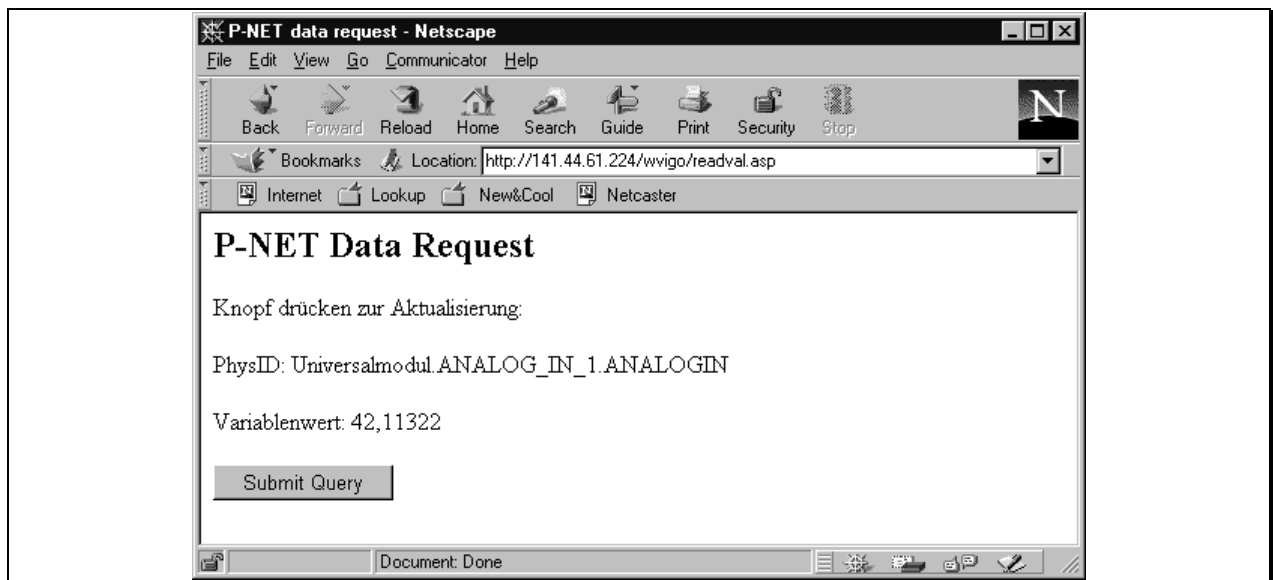 P-NET data request - Netscape
File Edit View Go Communicator Help
Back Forward Reload Home Search Guide Print Security Stop
N
Bookmarks Location: http://141.44.61.224/wvigo/readval.asp
Internet Lookup New&Cool Netcaster
P-NET Data Request
Knopf drücken zur Aktualisierung:
PhysID: Universalmodul.ANALOG_IN_1.ANALOGIN
Variablenwert: 42,11322
Submit Query
Document: Done